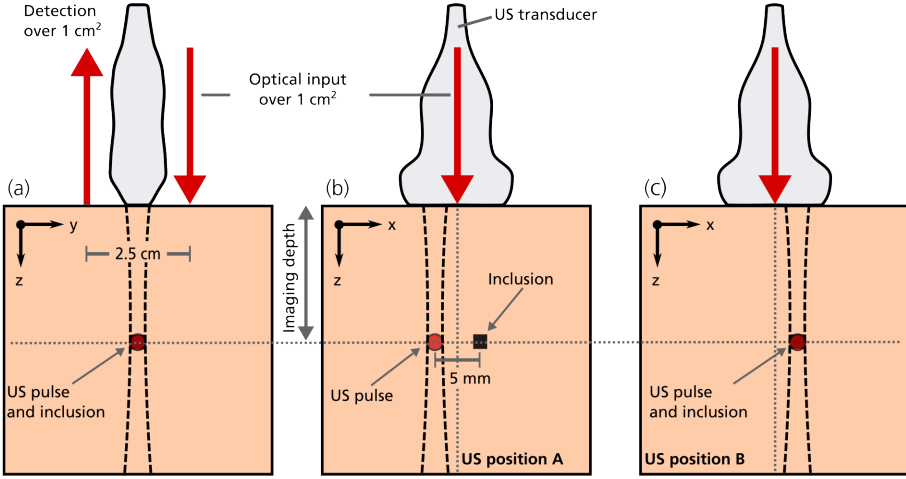 Detection
over 1 cm²
US transducer
Optical input
over 1 cm²
(a)
(b)
(c)
y
z
2.5 cm
US pulse
and inclusion
Imaging depth
x
z
Inclusion
5 mm
US pulse
US position A
x
z
US pulse
and inclusion
US position B